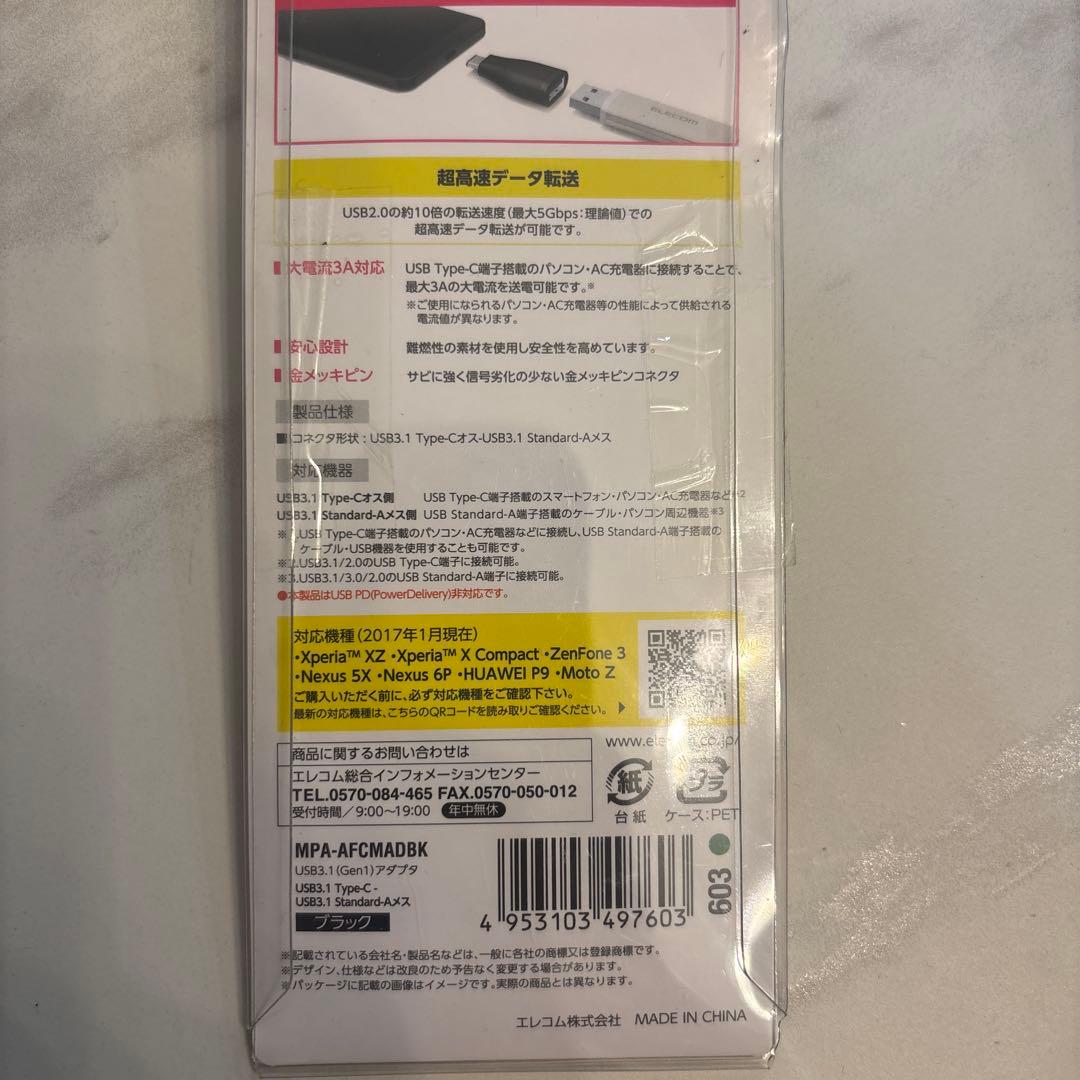 ELECOM
超高速データ転送
USB2.0の約10倍の転送速度(最大5Gbps:理論値)での
超高速データ転送が可能です。
大電流3A対応 USB Type-C端子搭載のパソコン・AC充電器に接続することで、
最大3Aの大電流を送電可能です。※
※ご使用になられるパソコン・AC充電器等の性能によって供給される
電流値が異なります。
安心設計 難燃性の素材を使用し安全性を高めています。
金メッキピン サビに強く信号劣化の少ない金メッキピンコネクタ
製品仕様
■コネクタ形状:USB3.1 Type-Cオス-USB3.1 Standard-Aメス
対応機器
USB3.1 Type-Cオス側 USB Type-C端子搭載のスマートフォン・パソコン・AC充電器など※2
USB3.1 Standard-Aメス側 USB Standard-A端子搭載のケーブル・パソコン周辺機器※3
※1.USB Type-C端子搭載のパソコン・AC充電器などに接続し、USB Standard-A端子搭載の
ケーブル・USB機器を使用することも可能です。
※2.USB3.1/2.0のUSB Type-C端子に接続可能。
※3.USB3.1/3.0/2.0のUSB Standard-A端子に接続可能。
●本製品はUSB PD(PowerDelivery)非対応です。
対応機種(2017年1月現在)
・Xperia™ XZ ・Xperia™ X Compact ・ZenFone 3
・Nexus 5X ・Nexus 6P ・HUAWEI P9 ・Moto Z
ご購入いただく前に、必ず対応機種をご確認下さい。
最新の対応機種は、こちらのQRコードを読み取りご確認ください。
www.elecom.co.jp/
商品に関するお問い合わせは
エレコム総合インフォメーションセンター
TEL.0570-084-465 FAX.0570-050-012
受付時間/9:00〜19:00 年中無休
紙 プラ
台紙 ケース:PET
MPA-AFCMADBK
USB3.1(Gen1)アダプタ
USB3.1 Type-C -
USB3.1 Standard-Aメス
ブラック
4 953103 497603
603
※記載されている会社名・製品名などは、一般に各社の商標又は登録商標です。
※デザイン、仕様などは改良のため予告なく変更する場合があります。
※パッケージに記載の画像はイメージです。実際の商品とは異なります。
エレコム株式会社 MADE IN CHINA